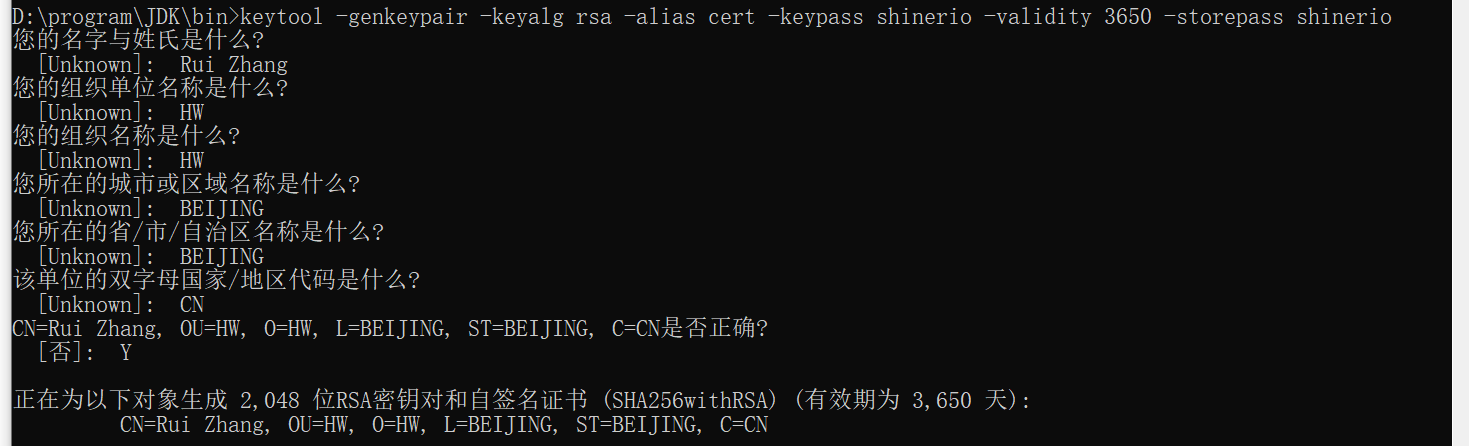 D:\program\JDK\bin>keytool -genkeypair -keyalg rsa -alias cert -keypass shinerio -validity 3650 -storepass shinerio
您的名字与姓氏是什么?
[Unknown]:  Rui Zhang
您的组织单位名称是什么?
[Unknown]:  HW
您的组织名称是什么?
[Unknown]:  HW
您所在的城市或区域名称是什么?
[Unknown]:  BEIJING
您所在的省/市/自治区名称是什么?
[Unknown]:  BEIJING
该单位的双字母国家/地区代码是什么?
[Unknown]:  CN
CN=Rui Zhang, OU=HW, O=HW, L=BEIJING, ST=BEIJING, C=CN是否正确?
[否]:  Y
正在为以下对象生成 2,048 位RSA密钥对和自签名证书 (SHA256withRSA) (有效期为 3,650 天):
CN=Rui Zhang, OU=HW, O=HW, L=BEIJING, ST=BEIJING, C=CN